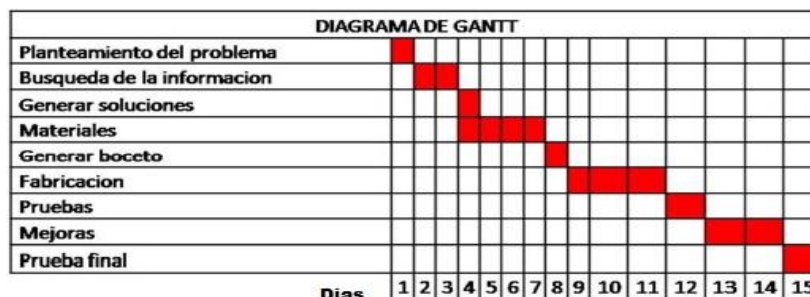 DIAGRAMA DE GANTT
Planteamiento del problema
Busqueda de la informacion
Generar soluciones
Materiales
Generar boceto
Fabricacion
Pruebas
Mejoras
Prueba final
Dias 1 2 3 4 5 6 7 8 9 10 11 12 13 14 15